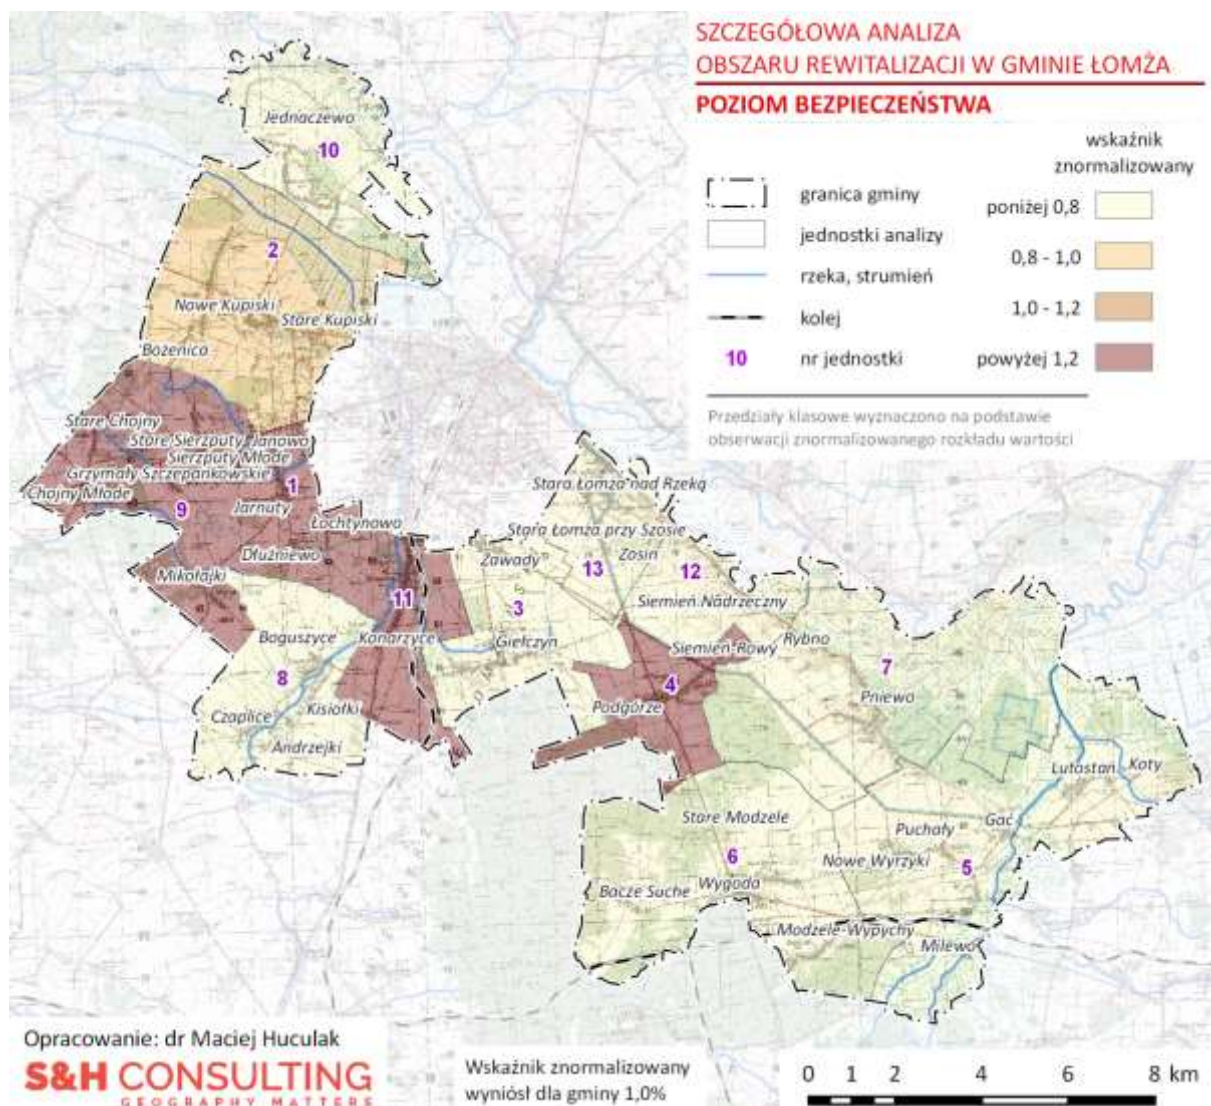 SZCZEGÓŁOWA ANALIZA
OBSZARU REWITALIZACJI W GMINIE ŁOMŻA
POZIOM BEZPIECZEŃSTWA
wskaźnik
znormalizowany
granica gminy
poniżej 0,8
jednostki analizy
0,8 - 1,0
rzeka, strumień
1,0 - 1,2
kolej
10 nr jednostki
powyżej 1,2
Przedziały klasowe wyznaczono na podstawie
obserwacji znormalizowanego rozkładu wartości
Jednaczewo
10
2
Nowe Kupiski
Stare Kupiski
Bożenica
Stare Chojny
Stare Sierzputy
Janowo
Sierzputy Młode
Grzymały Szczepankowskie
Chojny Młode
1
9
Jarnuty
Łochtynowo
Dłużniewo
Mikołajki
11
Boguszyce
Konarzyce
8
Czaplice
Kisiołki
Andrzejki
Stara Łomża nad Rzeką
Stara Łomża przy Szosie
Zawady
13
Zosin
12
3
Siemień Nadrzeczny
Giełczyn
Siemień-Rowy
Rybno
7
4
Podgórze
Pniewo
Lutostań
Koty
Stare Modzele
Puchały
Gać
6
Nowe Wyrzyki
5
Bacze Suche
Wygoda
Modzele-Wypychy
Milewo
Opracowanie: dr Maciej Huculak
S&H CONSULTING
GEOGRAPHY MATTERS
Wskaźnik znormalizowany
wyniósł dla gminy 1,0%
0 1 2 4 6 8 km